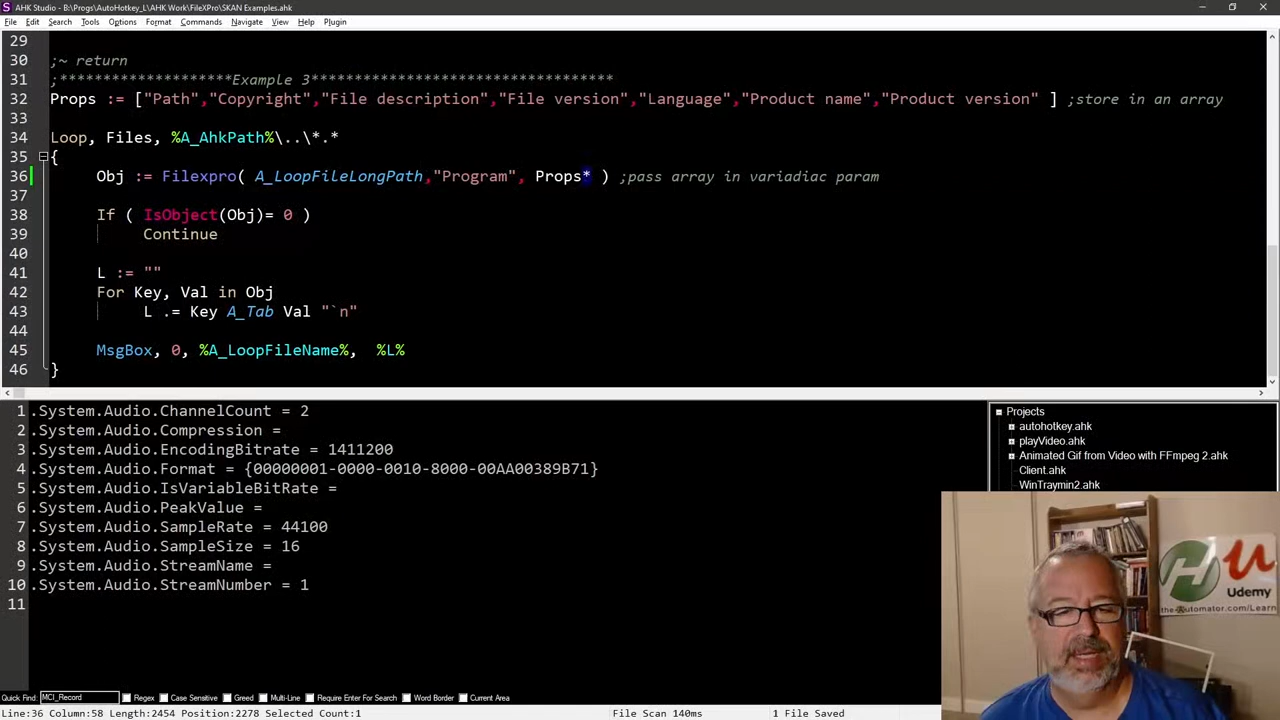 AHK Studio - B:\Progs\AutoHotkey_L\AHK Work\FileXPro\SKAN Examples.ahk
File Edit Search Tools Options Format Commands Navigate View Help Plugin
29
30 ;~ return
31 ;********************Example 3*********************************
32 Props := ["Path","Copyright","File description","File version","Language","Product name","Product version" ] ;store in an array
33
34 Loop, Files, %A_AhkPath%\..\*.*
35 {
36 Obj := Filexpro( A_LoopFileLongPath,"Program", Props* ) ;pass array in variadiac param
37
38 If ( IsObject(Obj)= 0 )
39 Continue
40
41 L := ""
42 For Key, Val in Obj
43 L .= Key A_Tab Val "`n"
44
45 MsgBox, 0, %A_LoopFileName%, %L%
46 }
1 .System.Audio.ChannelCount = 2
2 .System.Audio.Compression =
3 .System.Audio.EncodingBitrate = 1411200
4 .System.Audio.Format = {00000001-0000-0010-8000-00AA00389B71}
5 .System.Audio.IsVariableBitRate =
6 .System.Audio.PeakValue =
7 .System.Audio.SampleRate = 44100
8 .System.Audio.SampleSize = 16
9 .System.Audio.StreamName =
10 .System.Audio.StreamNumber = 1
11
Projects
autohotkey.ahk
playVideo.ahk
Animated Gif from Video with FFmpeg 2.ahk
Client.ahk
WinTraymin2.ahk
H u
Udemy
the-Automator.com/Learn
Quick Find: MCI_Record Regex Case Sensitive Greed Multi-Line Require Enter For Search Word Border Current Area
Line:36 Column:58 Length:2454 Position:2278 Selected Count:1 File Scan 140ms 1 File Saved